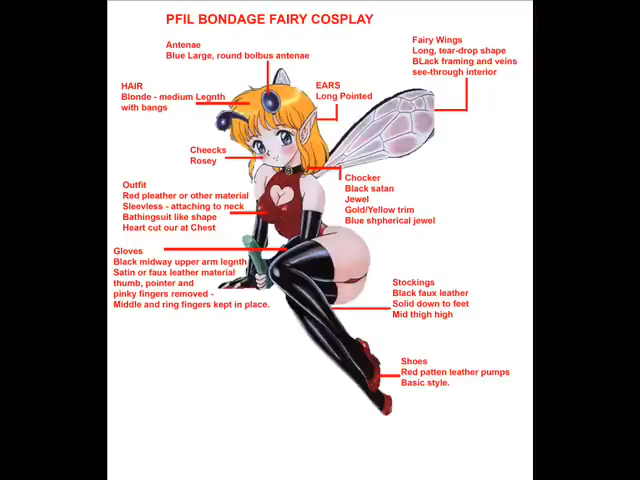 PFIL BONDAGE FAIRY COSPLAY
Antenae
Blue Large, round bolbus antenae
Fairy Wings
Long, tear-drop shape
BLack framing and veins
see-through interior
HAIR
Blonde - medium Legnth
with bangs
EARS
Long Pointed
Cheecks
Rosey
Chocker
Black satan
Jewel
Gold/Yellow trim
Blue shpherical jewel
Outfit
Red pleather or other material
Sleevless - attaching to neck
Bathingsuit like shape
Heart cut our at Chest
Gloves
Black midway upper arm legnth
Satin or faux leather material
thumb, pointer and
pinky fingers removed -
Middle and ring fingers kept in place.
Stockings
Black faux leather
Solid down to feet
Mid thigh high
Shoes
Red patten leather pumps
Basic style.